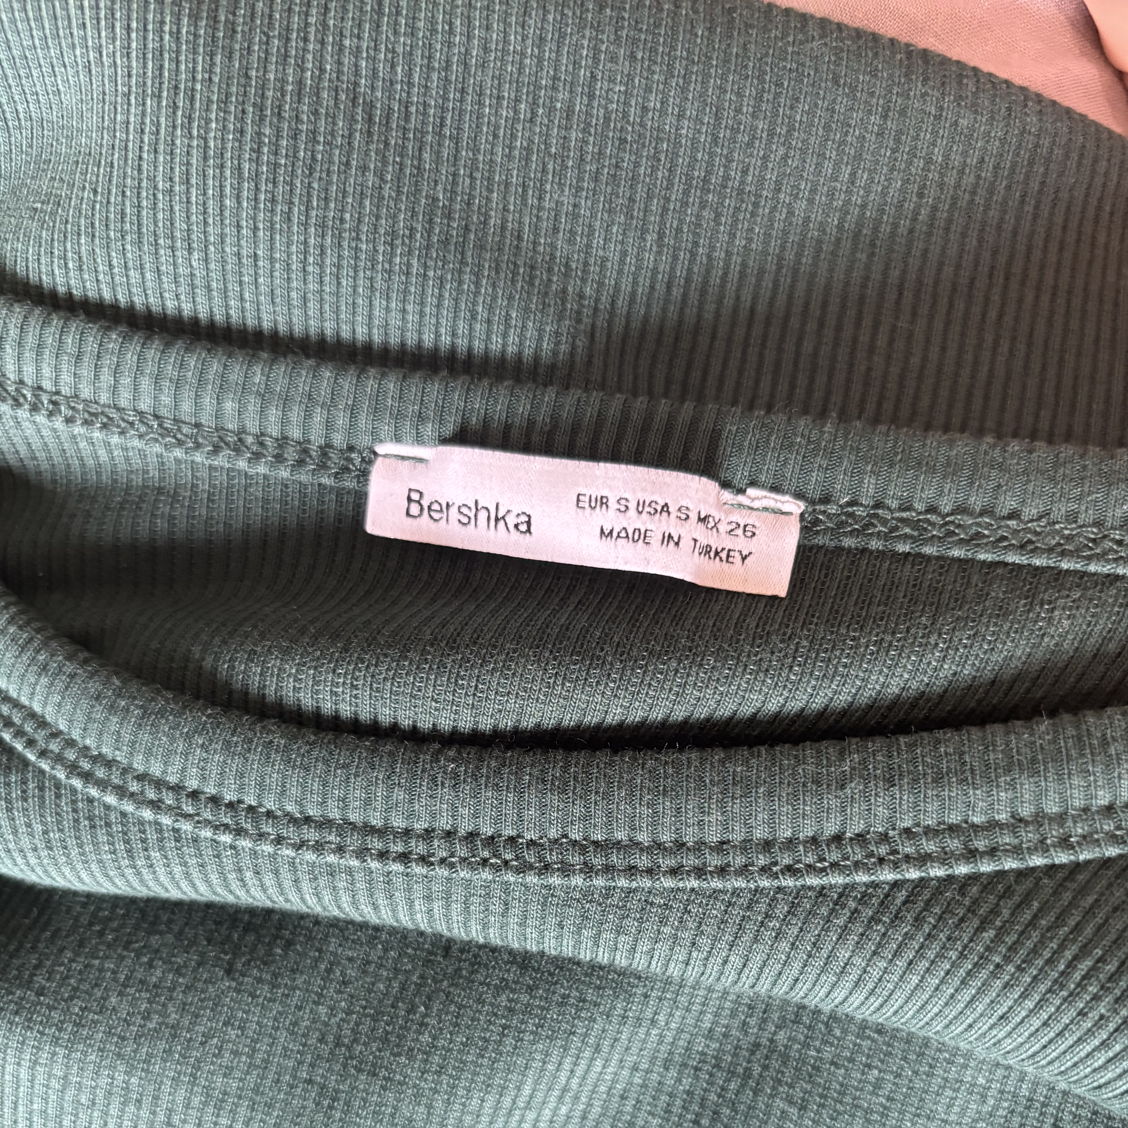 Bershka
EUR S USA S MEX 26
MADE IN TURKEY